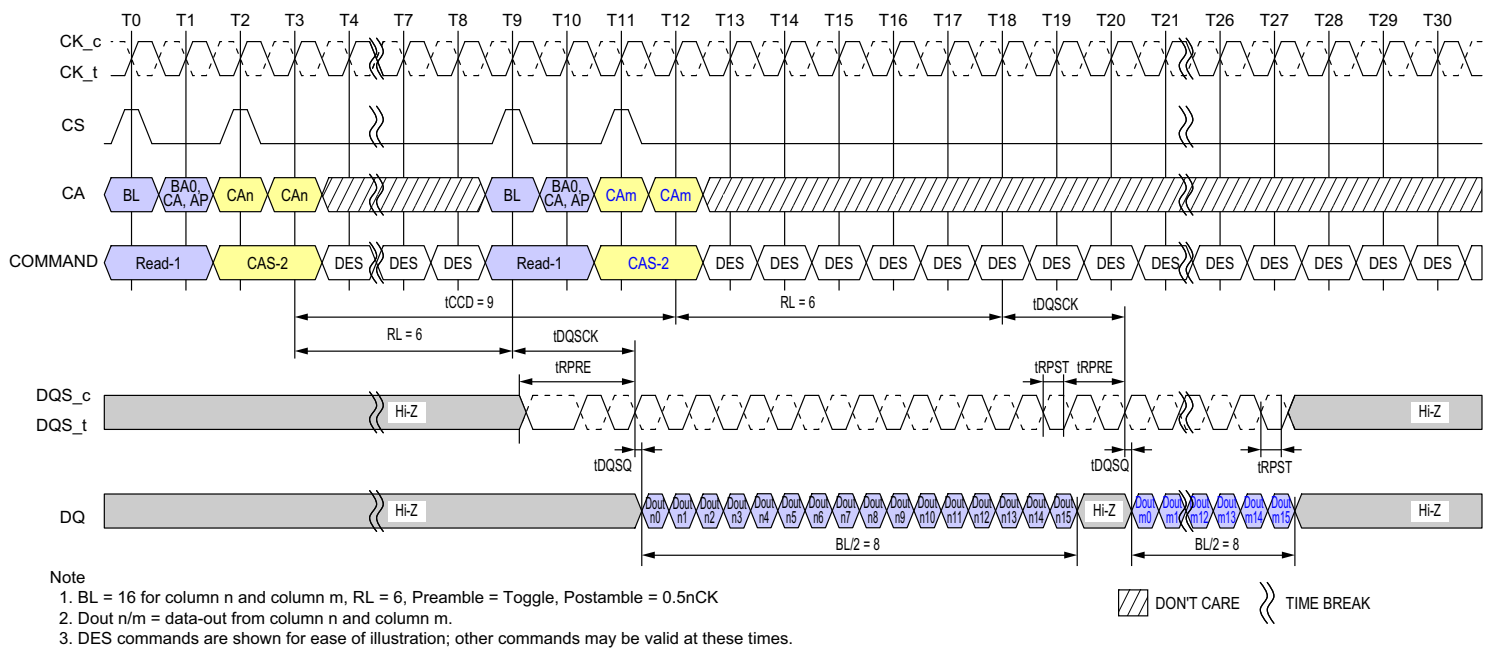 T0 T1 T2 T3 T4 T7 T8 T9 T10 T11 T12 T13 T14 T15 T16 T17 T18 T19 T20 T21 T26 T27 T28 T29 T30
CK_c
CK_t
CS
CA BL BA0, CA, AP CAn CAn BL BA0, CA, AP CAm CAm
COMMAND Read-1 CAS-2 DES DES DES Read-1 CAS-2 DES DES DES DES DES DES DES DES DES DES DES DES DES DES
tCCD = 9 RL = 6 tDQSCK
RL = 6 tDQSCK
tRPRE tRPST tRPRE
DQS_c
DQS_t Hi-Z Hi-Z
tDQSQ tDQSQ tRPST
DQ Hi-Z Dout n0 Dout n1 Dout n2 Dout n3 Dout n4 Dout n5 Dout n6 Dout n7 Dout n8 Dout n9 Dout n10 Dout n11 Dout n12 Dout n13 Dout n14 Dout n15 Hi-Z Dout m0 Dout m1 Dout m12 Dout m13 Dout m14 Dout m15 Hi-Z
BL/2 = 8 BL/2 = 8
Note
1. BL = 16 for column n and column m, RL = 6, Preamble = Toggle, Postamble = 0.5nCK
2. Dout n/m = data-out from column n and column m.
3. DES commands are shown for ease of illustration; other commands may be valid at these times.
DON'T CARE TIME BREAK